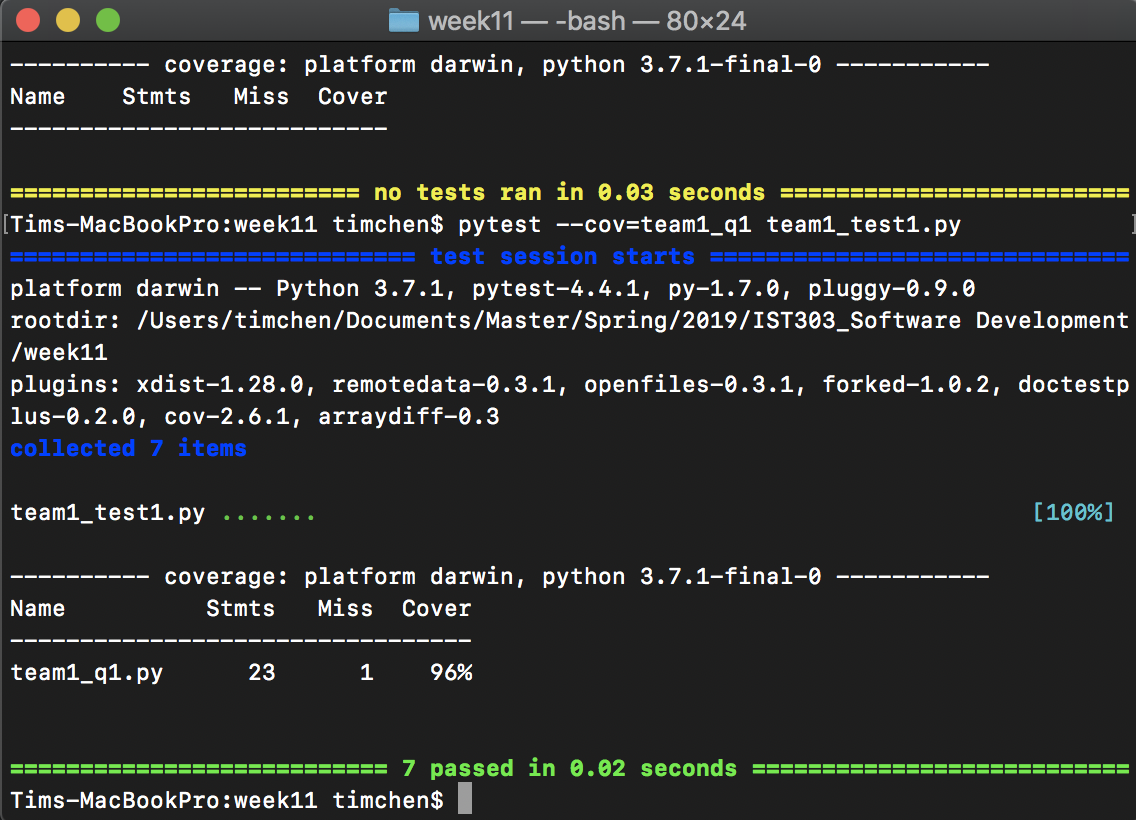 week11 — -bash — 80×24
---------- coverage: platform darwin, python 3.7.1-final-0 -----------
Name    Stmts   Miss  Cover
---------------------------
========================= no tests ran in 0.03 seconds =========================
[Tims-MacBookPro:week11 timchen$ pytest --cov=team1_q1 team1_test1.py            ]
============================= test session starts ==============================
platform darwin -- Python 3.7.1, pytest-4.4.1, py-1.7.0, pluggy-0.9.0
rootdir: /Users/timchen/Documents/Master/Spring/2019/IST303_Software Development
/week11
plugins: xdist-1.28.0, remotedata-0.3.1, openfiles-0.3.1, forked-1.0.2, doctestp
lus-0.2.0, cov-2.6.1, arraydiff-0.3
collected 7 items
team1_test1.py .......                                                   [100%]
---------- coverage: platform darwin, python 3.7.1-final-0 -----------
Name          Stmts   Miss  Cover
---------------------------------
team1_q1.py      23      1    96%
=========================== 7 passed in 0.02 seconds ===========================
Tims-MacBookPro:week11 timchen$